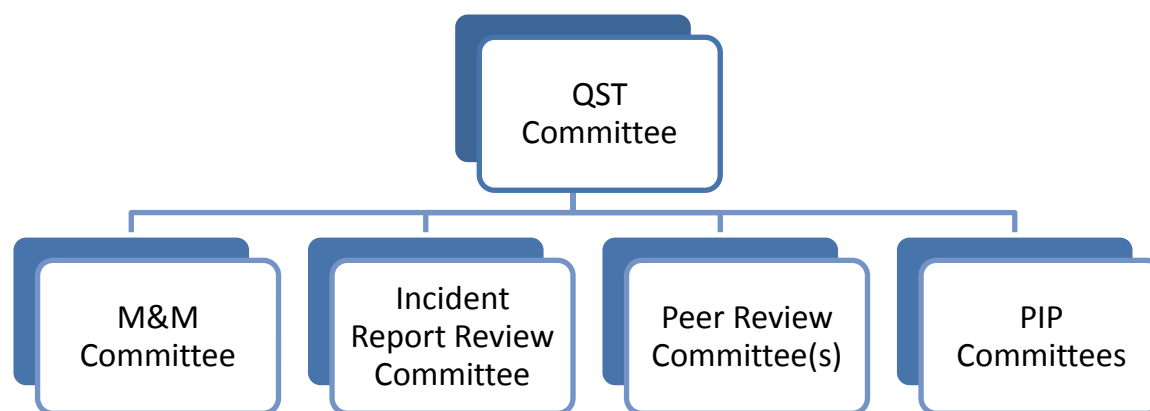 QST
Committee
M&M
Committee
Incident
Report Review
Committee
Peer Review
Committee(s)
PIP
Committees